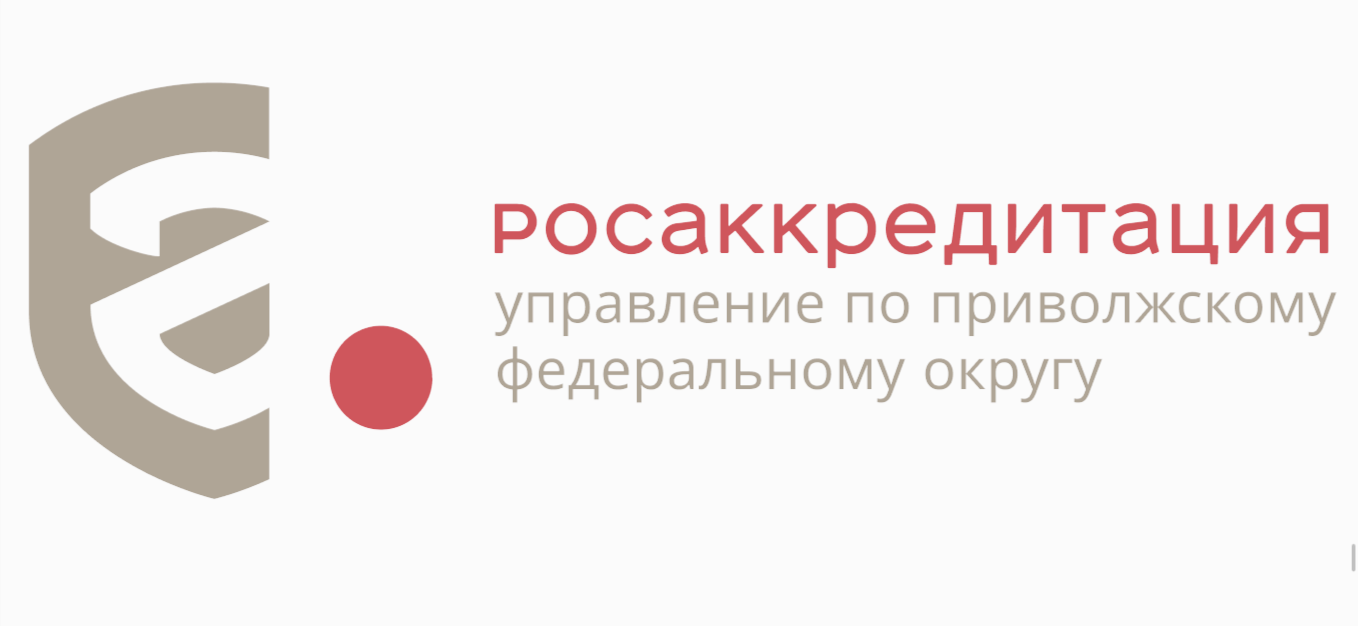 Росаккредитация
управление по приволжскому
федеральному округу